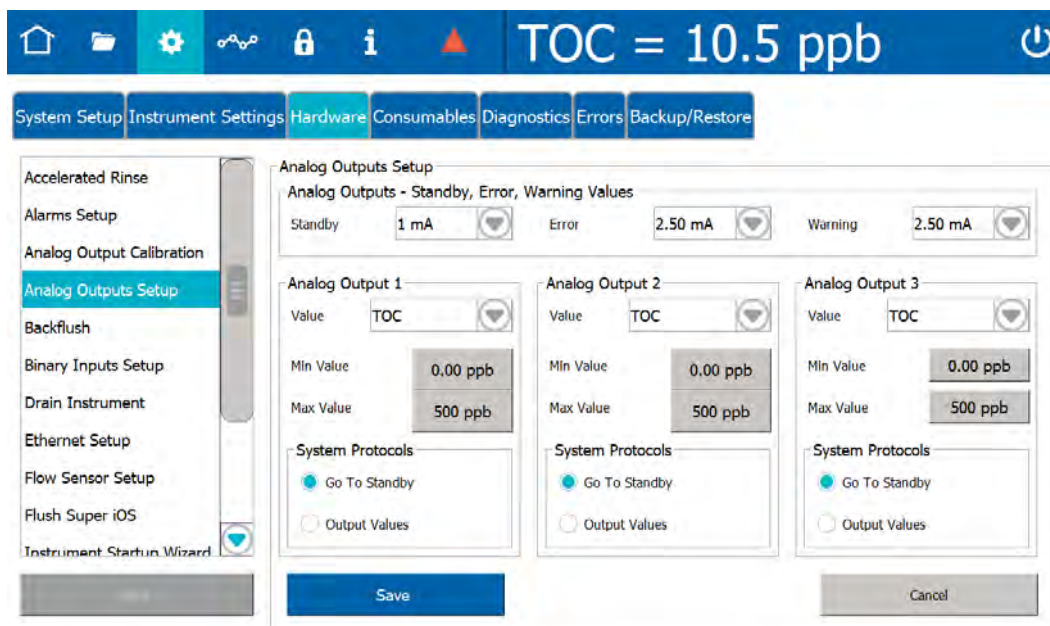 TOC = 10.5 ppb
System Setup Instrument Settings Hardware Consumables Diagnostics Errors Backup/Restore
Accelerated Rinse
Alarms Setup
Analog Output Calibration
Analog Outputs Setup
Backflush
Binary Inputs Setup
Drain Instrument
Ethernet Setup
Flow Sensor Setup
Flush Super iOS
Instrument Startup Wizard
Analog Outputs Setup
Analog Outputs - Standby, Error, Warning Values
Standby 1 mA Error 2.50 mA Warning 2.50 mA
Analog Output 1
Value TOC
Min Value 0.00 ppb
Max Value 500 ppb
System Protocols
Go To Standby
Output Values
Analog Output 2
Value TOC
Min Value 0.00 ppb
Max Value 500 ppb
System Protocols
Go To Standby
Output Values
Analog Output 3
Value TOC
Min Value 0.00 ppb
Max Value 500 ppb
System Protocols
Go To Standby
Output Values
Save
Cancel